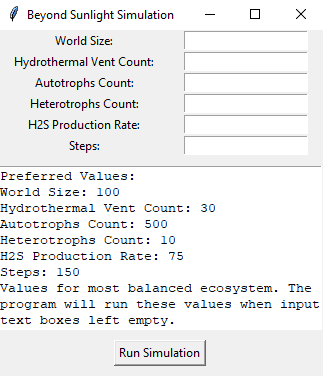 Beyond Sunlight Simulation
World Size:
Hydrothermal Vent Count:
Autotrophs Count:
Heterotrophs Count:
H2S Production Rate:
Steps:
Preferred Values:
World Size: 100
Hydrothermal Vent Count: 30
Autotrophs Count: 500
Heterotrophs Count: 10
H2S Production Rate: 75
Steps: 150
Values for most balanced ecosystem. The
program will run these values when input
text boxes left empty.
Run Simulation